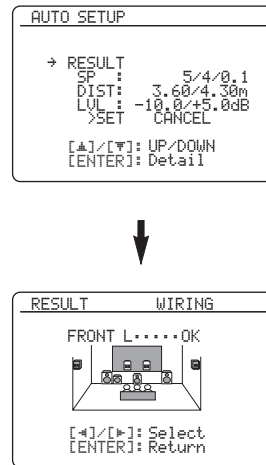 AUTO SETUP
→ RESULT
SP : 5/4/0.1
DIST: 3.60/4.30m
LVL : -10.0/+5.0dB
>SET CANCEL
[▲]/[▼]: UP/DOWN
[ENTER]: Detail
RESULT WIRING
FRONT L·····OK
[◄]/[►]: Select
[ENTER]: Return